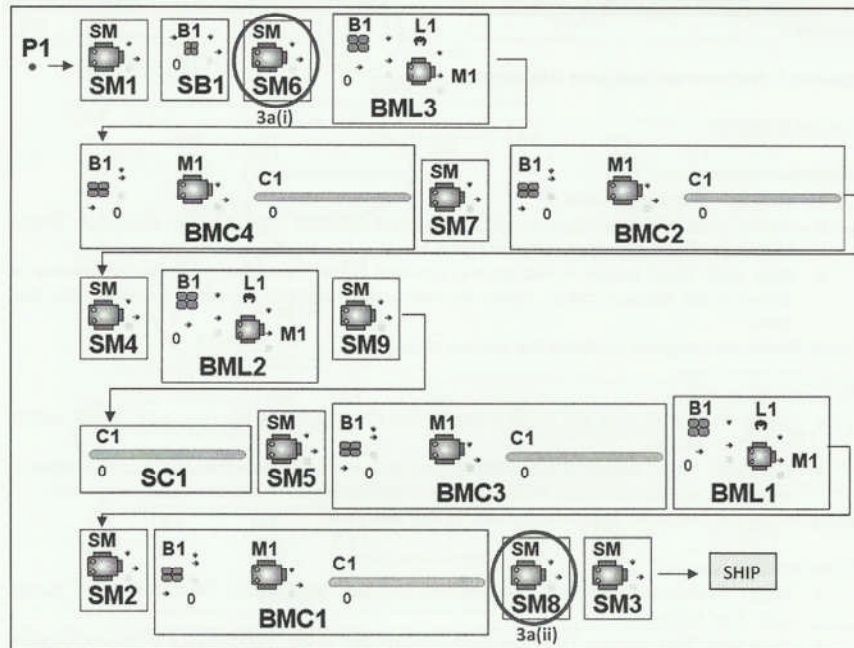 P1
SM
SM1
B1
0
SB1
SM
SM6
3a(i)
B1
L1
0
M1
BML3
B1
M1
C1
0
0
BMC4
SM
SM7
B1
M1
C1
0
0
BMC2
SM
SM4
B1
L1
0
M1
BML2
SM
SM9
C1
0
SC1
SM
SM5
B1
M1
C1
0
0
BMC3
B1
L1
0
M1
BML1
SM
SM2
B1
M1
C1
0
0
BMC1
SM
SM8
3a(ii)
SM
SM3
SHIP